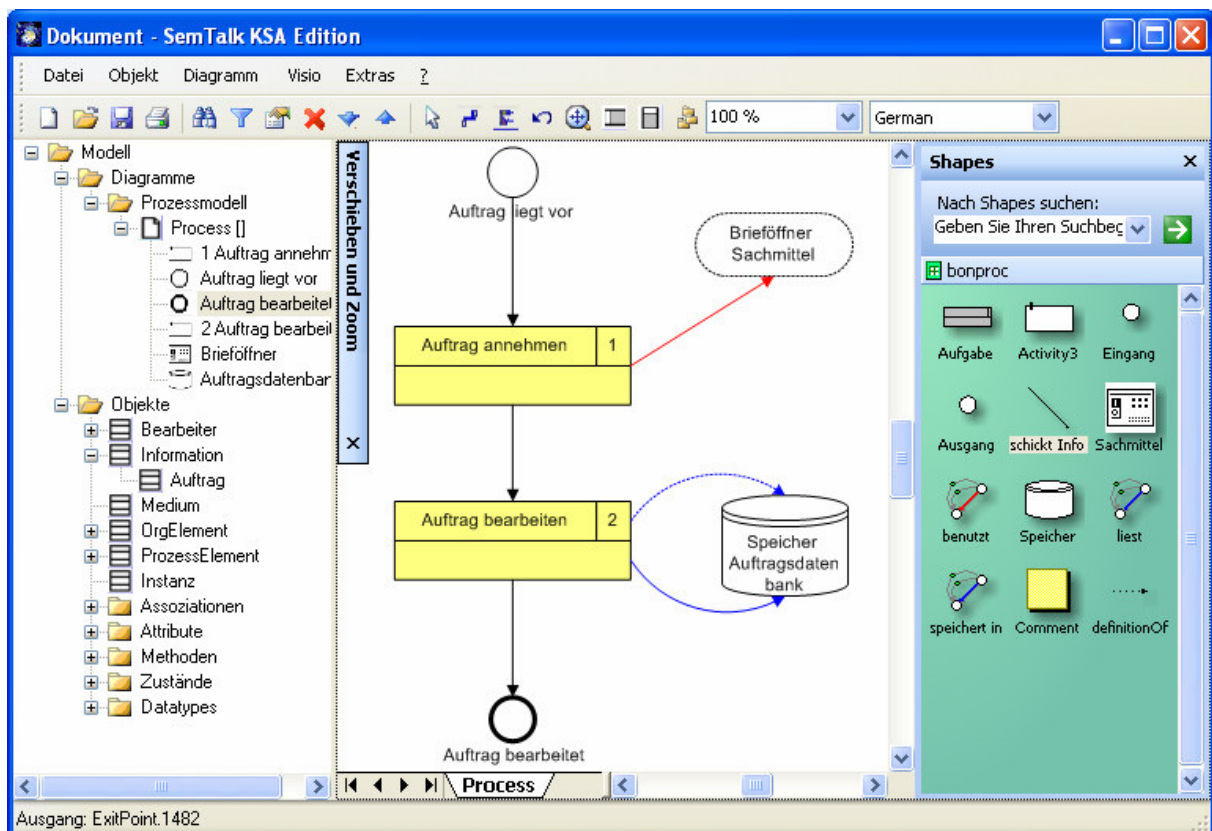 Dokument - SemTalk KSA Edition
Datei Objekt Diagramm Visio Extras ?
100 % German
Modell
Diagramme
Prozessmodell
Process []
1 Auftrag annehm
Auftrag liegt vor
Auftrag bearbeitet
2 Auftrag bearbeit
Brieföffner
Auftragsdatenban
Objekte
Bearbeiter
Information
Auftrag
Medium
OrgElement
ProzessElement
Instanz
Assoziationen
Attribute
Methoden
Zustände
Datatypes
Verschieben und Zoom
Auftrag liegt vor
Brieföffner
Sachmittel
Auftrag annehmen 1
Auftrag bearbeiten 2
Speicher
Auftragsdaten
bank
Auftrag bearbeitet
Process
Shapes
Nach Shapes suchen:
Geben Sie Ihren Suchbeg
bonproc
Aufgabe Activity3 Eingang
Ausgang schickt Info Sachmittel
benutzt Speicher liest
speichert in Comment definitionOf
Ausgang: ExitPoint.1482